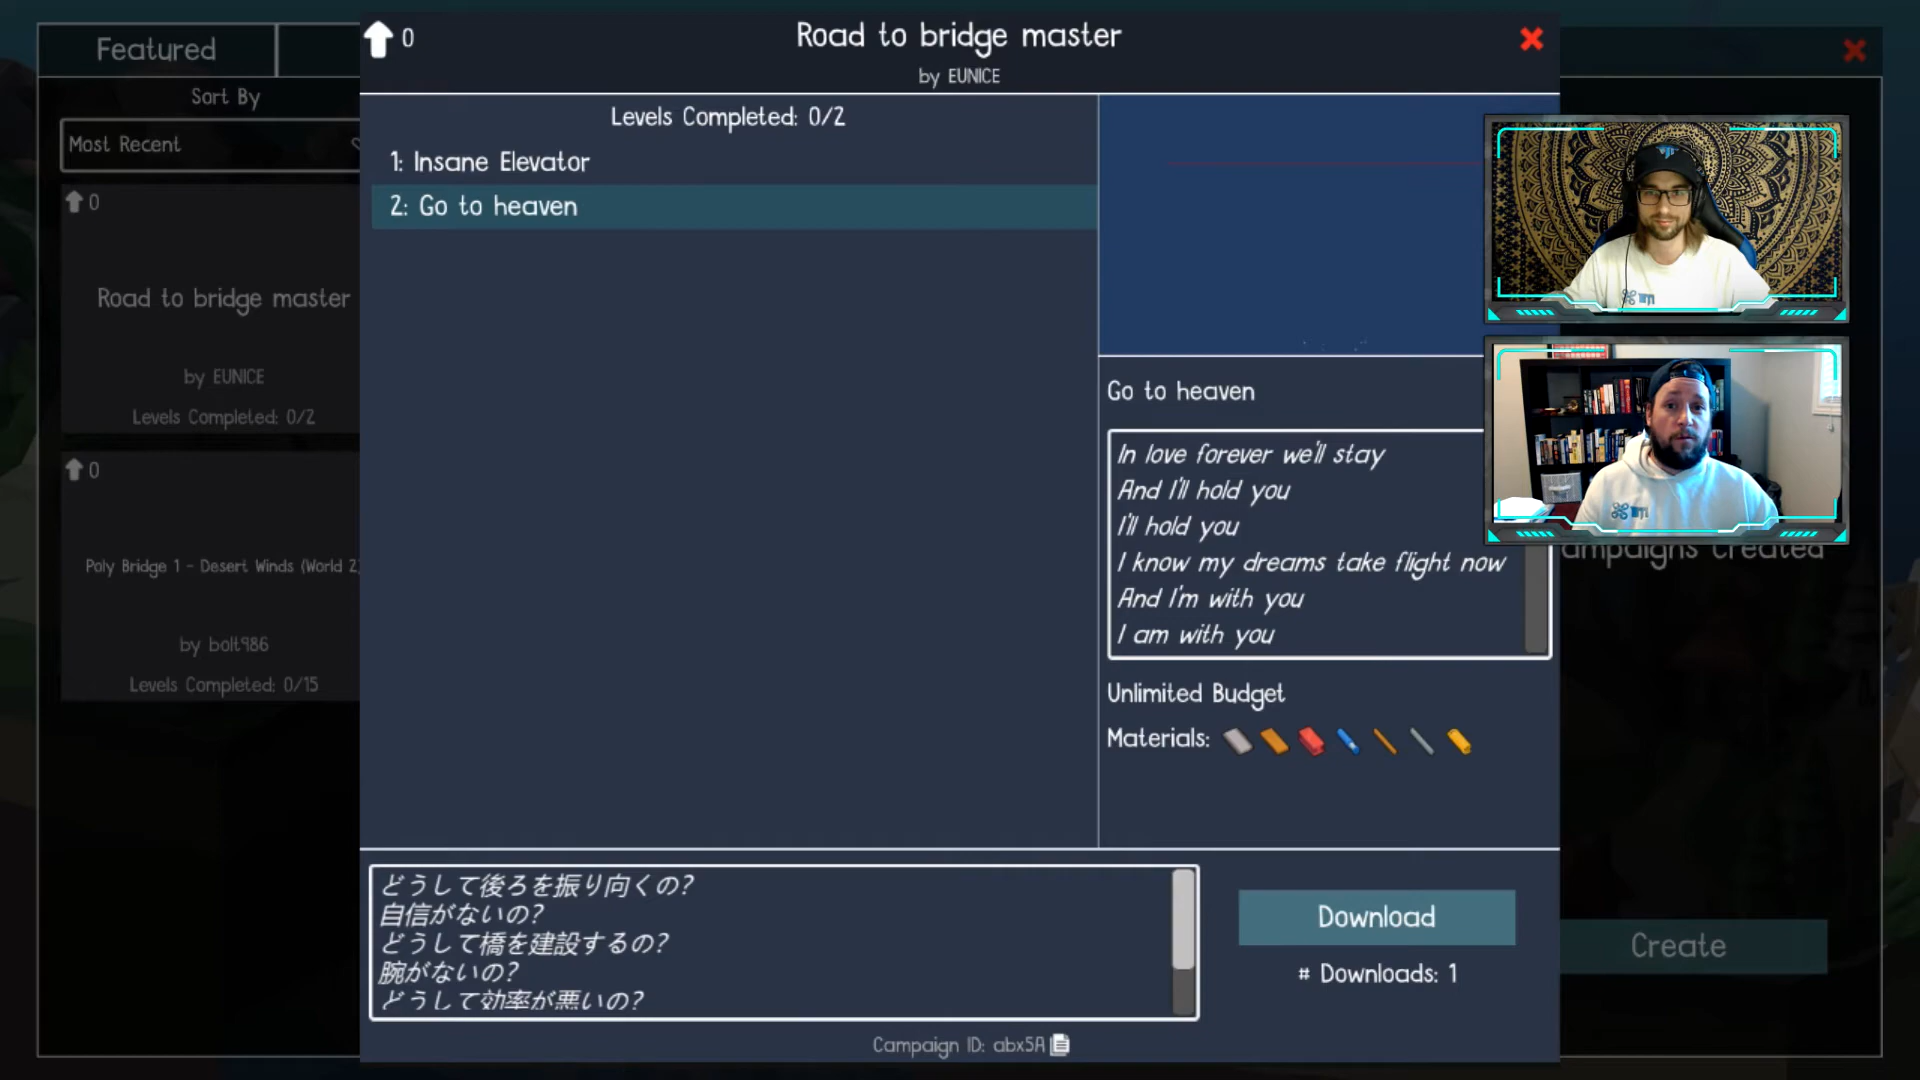 Featured
Sort By
Most Recent
0
Road to bridge master
by EUNICE
Levels Completed: 0/2
0
Poly Bridge 1 - Desert Winds (World 2)
by bolt986
Levels Completed: 0/15
0
Road to bridge master
by EUNICE
Levels Completed: 0/2
1: Insane Elevator
2: Go to heaven
Go to heaven
In love forever we'll stay
And I'll hold you
I'll hold you
I know my dreams take flight now
And I'm with you
I am with you
Unlimited Budget
Materials:
どうして後ろを振り向くの?
自信がないの?
どうして橋を建設するの?
腕がないの?
どうして効率が悪いの?
Download
# Downloads: 1
Campaign ID: abx5A
Created
Create